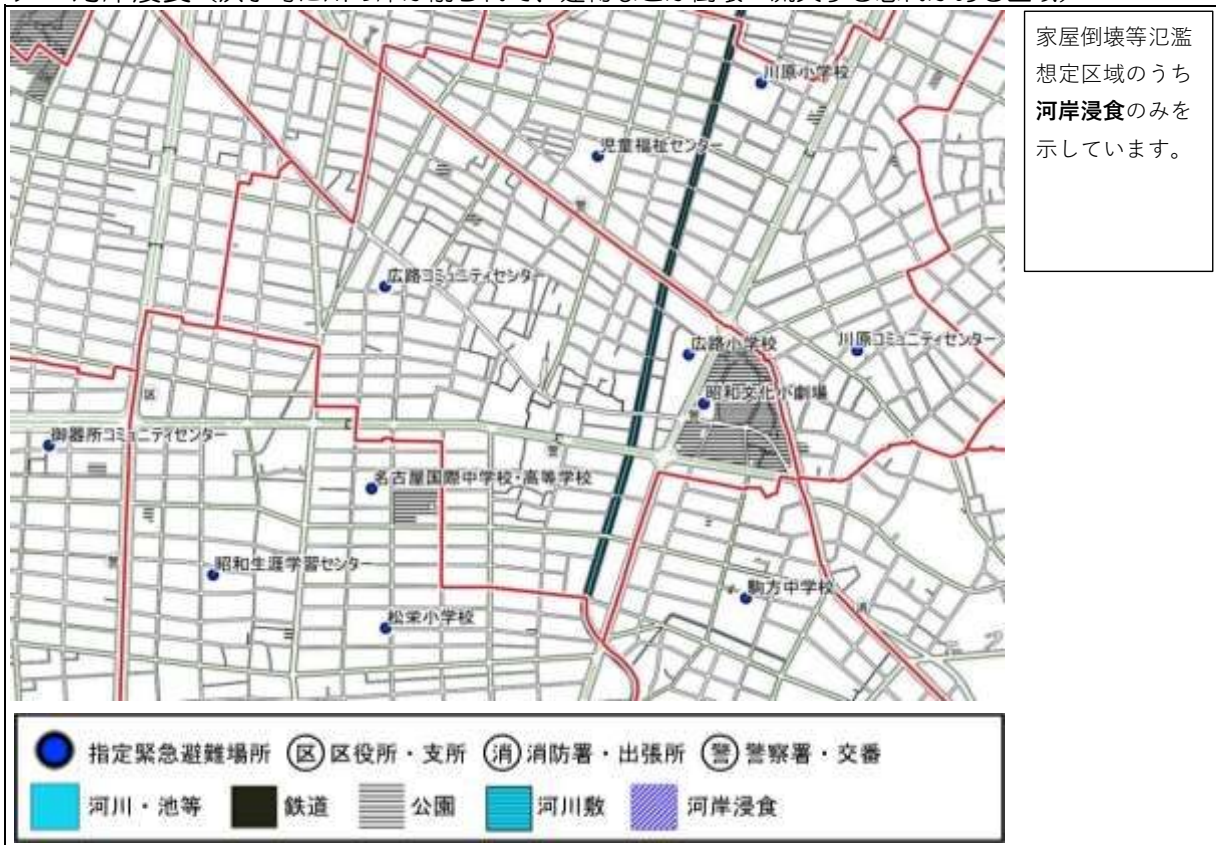 家屋倒壊等氾濫
想定区域のうち
河岸浸食のみを
示しています。
川原小学校
児童福祉センター
広路コミュニティセンター
広路小学校
川原コミュニティセンター
昭和文化小劇場
区
御器所コミュニティセンター
名古屋国際中学校・高等学校
昭和生涯学習センター
駒方中学校
消
松栄小学校
指定緊急避難場所 区 区役所・支所 消 消防署・出張所 警 警察署・交番
河川・池等 鉄道 公園 河川敷 河岸浸食